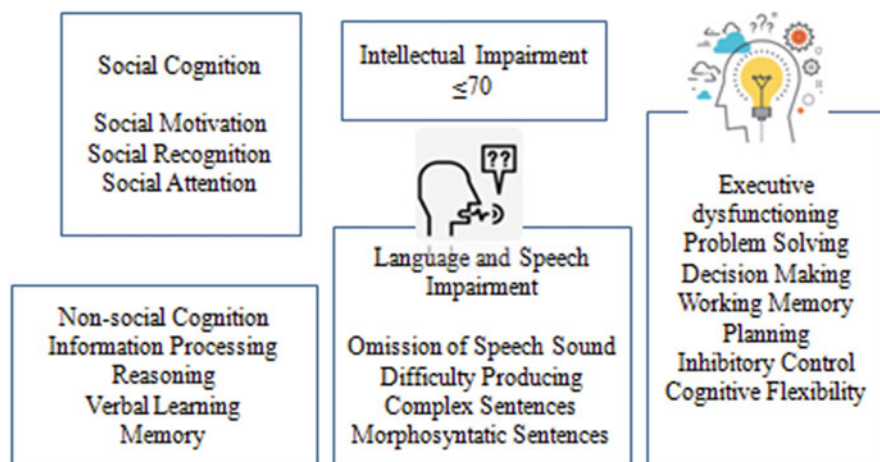 Social Cognition
Social Motivation
Social Recognition
Social Attention
Intellectual Impairment
≤70
???
??
Executive
dysfunctioning
Problem Solving
Decision Making
Working Memory
Planning
Inhibitory Control
Cognitive Flexibility
Non-social Cognition
Information Processing
Reasoning
Verbal Learning
Memory
Language and Speech
Impairment
Omission of Speech Sound
Difficulty Producing
Complex Sentences
Morphosyntatic Sentences